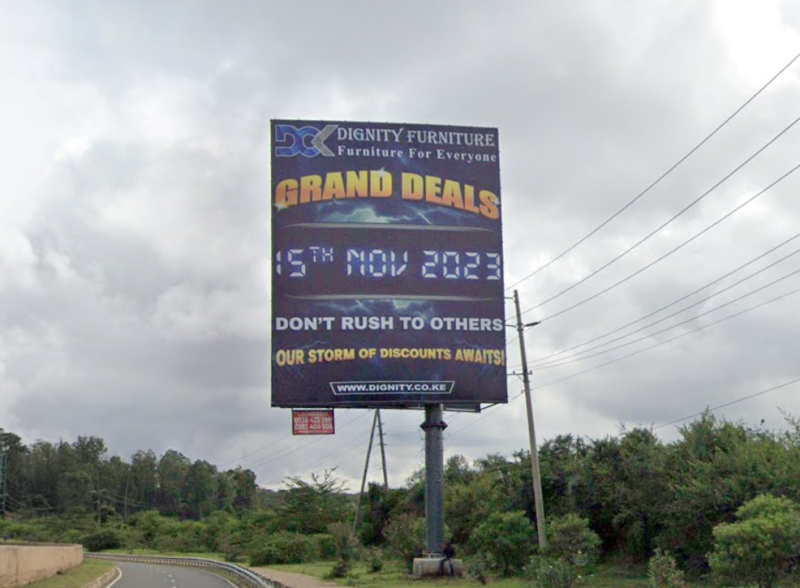 DIGNITY FURNITURE
Furniture For Everyone
GRAND DEALS
15TH NOV 2023
DON'T RUSH TO OTHERS
OUR STORM OF DISCOUNTS AWAITS!
WWW.DIGNITY.CO.KE